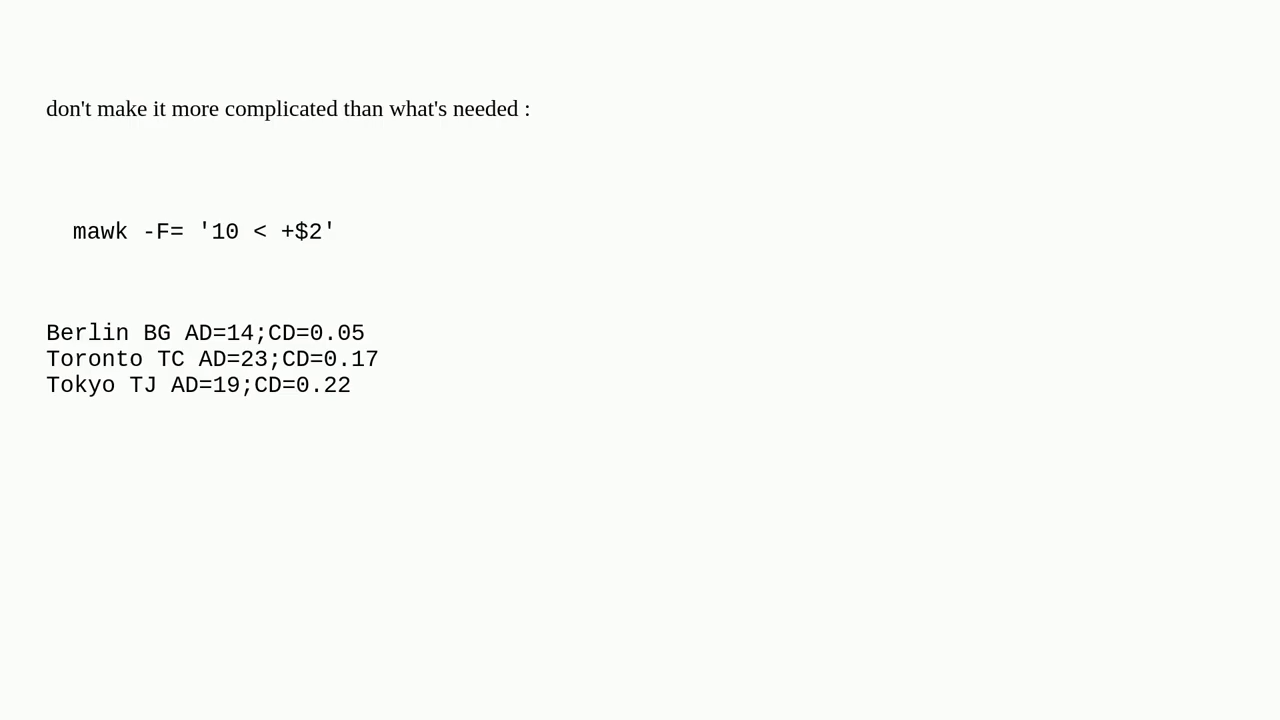 don't make it more complicated than what's needed :
mawk -F= '10 < +$2'
Berlin BG AD=14;CD=0.05
Toronto TC AD=23;CD=0.17
Tokyo TJ AD=19;CD=0.22